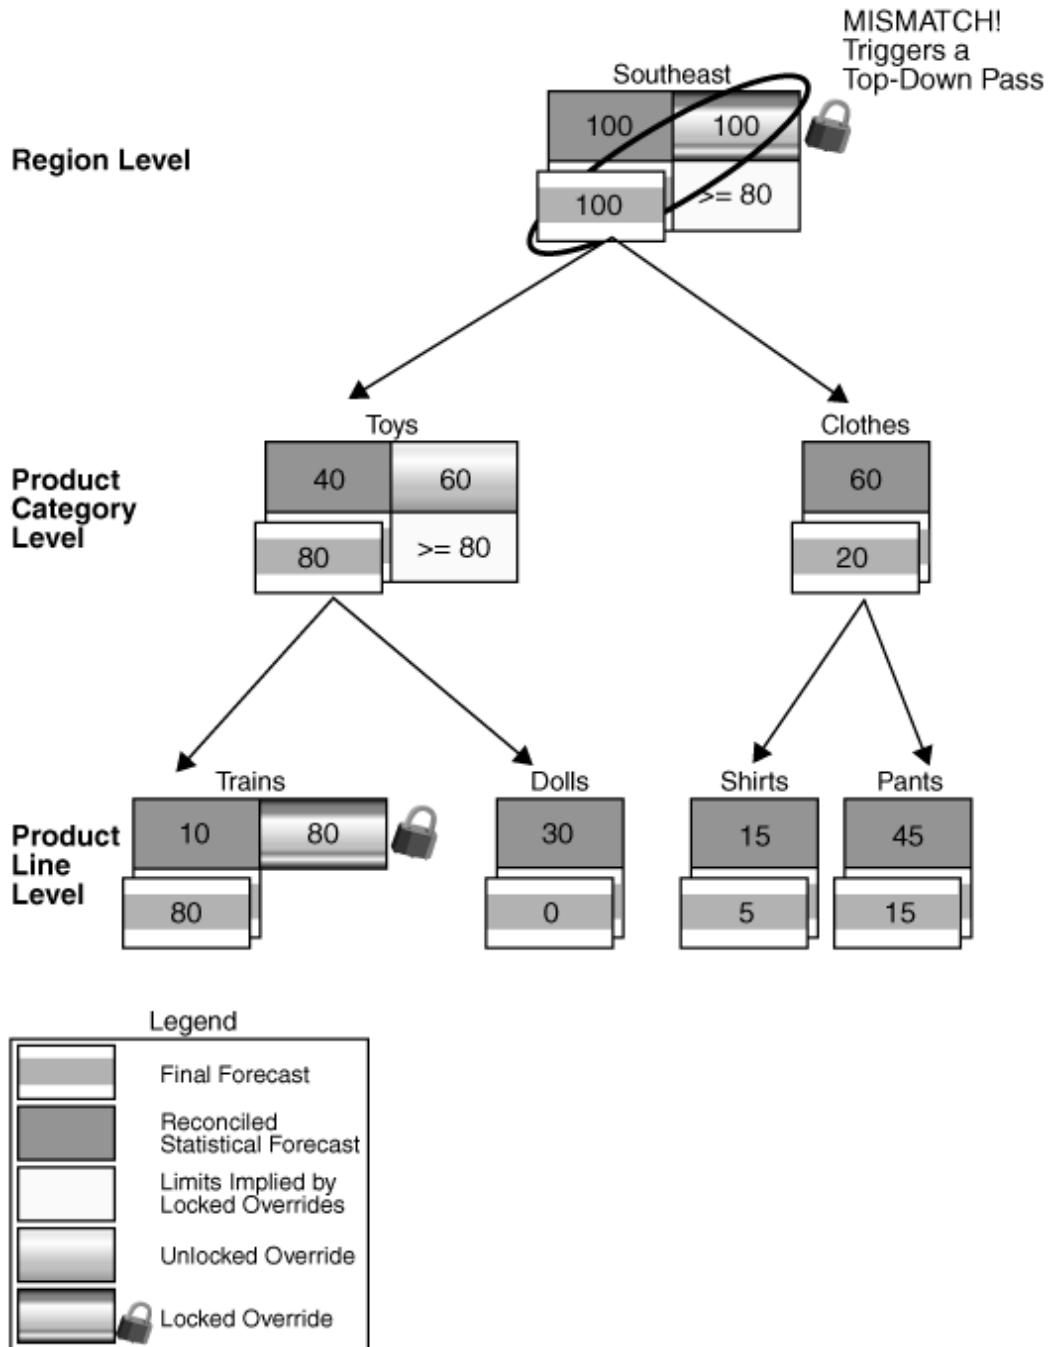 MISMATCH!
Triggers a
Top-Down Pass
Southeast
Region Level
100
100
100
>= 80
Toys
Clothes
Product
Category
Level
40
60
60
80
>= 80
20
Trains
Dolls
Shirts
Pants
Product
Line
Level
10
80
30
15
45
80
0
5
15
Legend
Final Forecast
Reconciled
Statistical Forecast
Limits Implied by
Locked Overrides
Unlocked Override
Locked Override